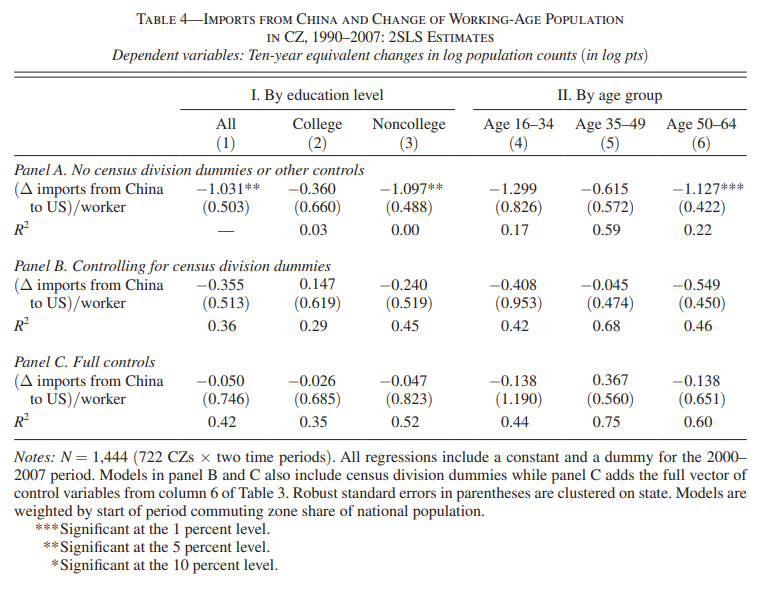 TABLE 4—IMPORTS FROM CHINA AND CHANGE OF WORKING-AGE POPULATION
IN CZ, 1990–2007: 2SLS ESTIMATES
Dependent variables: Ten-year equivalent changes in log population counts (in log pts)
I. By education level II. By age group
All College Noncollege Age 16–34 Age 35–49 Age 50–64
(1) (2) (3) (4) (5) (6)
Panel A. No census division dummies or other controls
(Δ imports from China −1.031** −0.360 −1.097** −1.299 −0.615 −1.127***
to US)/worker (0.503) (0.660) (0.488) (0.826) (0.572) (0.422)
R² — 0.03 0.00 0.17 0.59 0.22
Panel B. Controlling for census division dummies
(Δ imports from China −0.355 0.147 −0.240 −0.408 −0.045 −0.549
to US)/worker (0.513) (0.619) (0.519) (0.953) (0.474) (0.450)
R² 0.36 0.29 0.45 0.42 0.68 0.46
Panel C. Full controls
(Δ imports from China −0.050 −0.026 −0.047 −0.138 0.367 −0.138
to US)/worker (0.746) (0.685) (0.823) (1.190) (0.560) (0.651)
R² 0.42 0.35 0.52 0.44 0.75 0.60
Notes: N = 1,444 (722 CZs × two time periods). All regressions include a constant and a dummy for the 2000–
2007 period. Models in panel B and C also include census division dummies while panel C adds the full vector of
control variables from column 6 of Table 3. Robust standard errors in parentheses are clustered on state. Models are
weighted by start of period commuting zone share of national population.
***Significant at the 1 percent level.
**Significant at the 5 percent level.
*Significant at the 10 percent level.